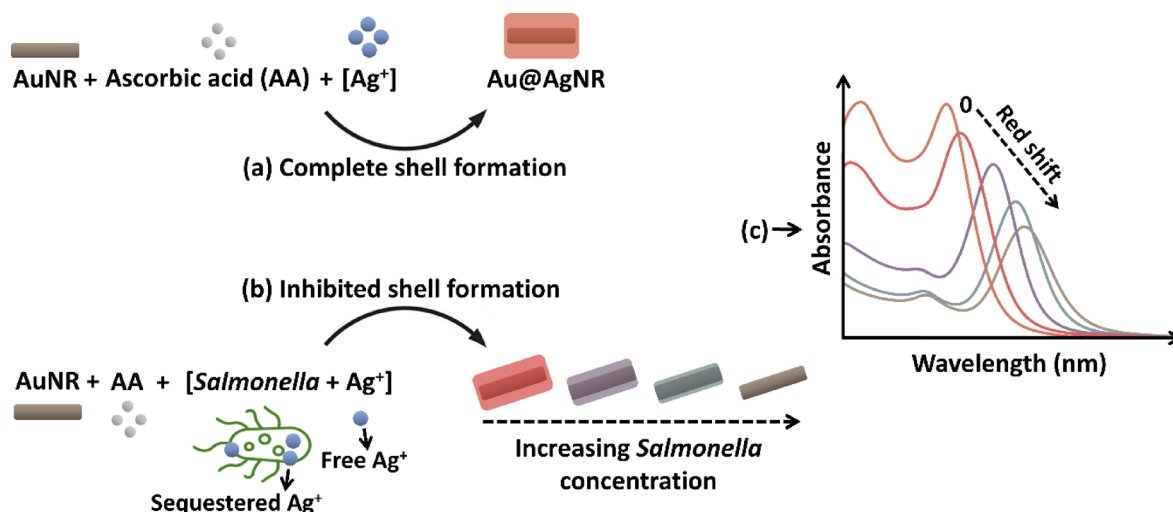 AuNR + Ascorbic acid (AA) + [Ag⁺]
Au@AgNR
(a) Complete shell formation
(b) Inhibited shell formation
AuNR + AA + [Salmonella + Ag⁺]
Free Ag⁺
Sequestered Ag⁺
Increasing Salmonella
concentration
(c)
Absorbance
0
Red shift
Wavelength (nm)